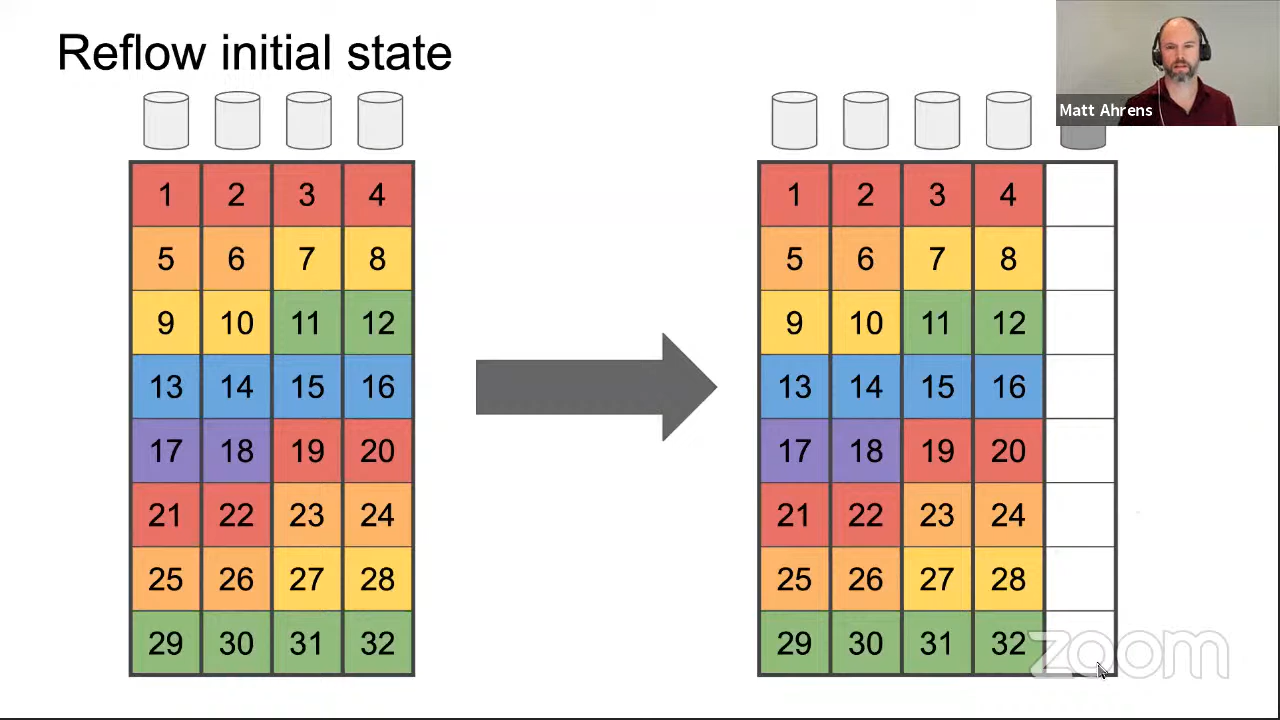 Reflow initial state
Matt Ahrens
1 2 3 4
5 6 7 8
9 10 11 12
13 14 15 16
17 18 19 20
21 22 23 24
25 26 27 28
29 30 31 32
1 2 3 4
5 6 7 8
9 10 11 12
13 14 15 16
17 18 19 20
21 22 23 24
25 26 27 28
29 30 31 32
zoom